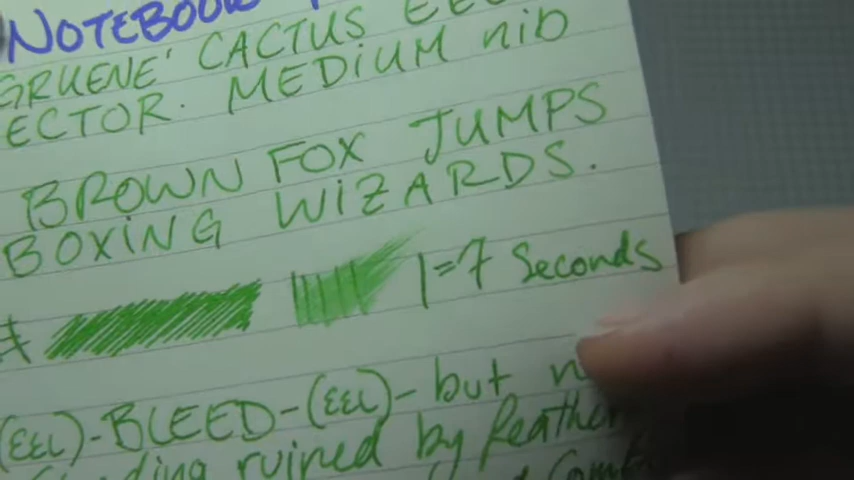 NOTEBOOK
GRUENE' CACTUS EEL
ECTOR. MEDIUM nib
BROWN FOX JUMPS
BOXING WIZARDS.
|=7 Seconds
(EEL)-BLEED-(EEL)-but
ruined by